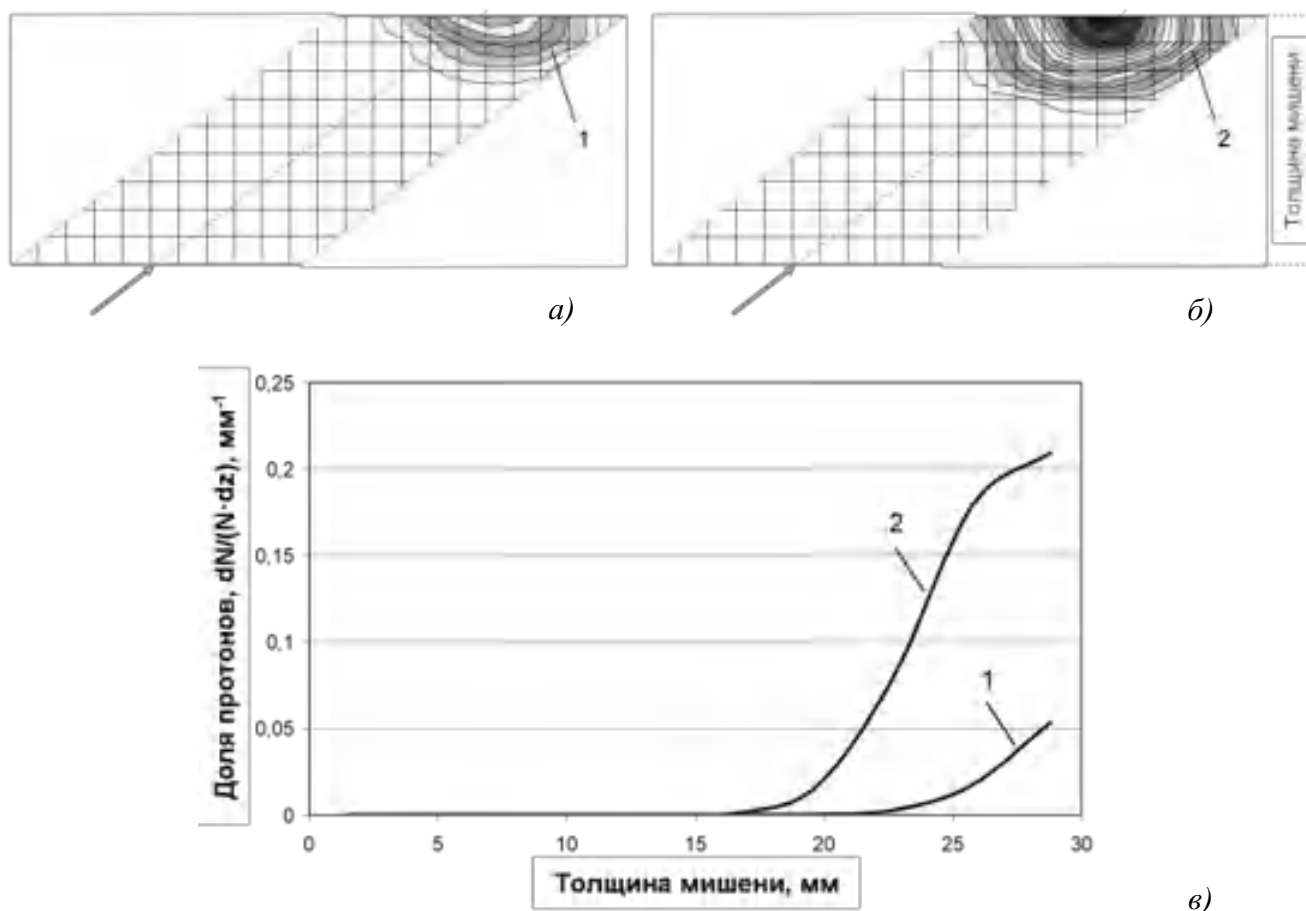 1
2
Толщина мишени
а)
б)
Доля протонов, dN/(N·dz), мм⁻¹
0,25
0,2
0,15
0,1
0,05
0
2
1
0 5 10 15 20 25 30
Толщина мишени, мм
в)